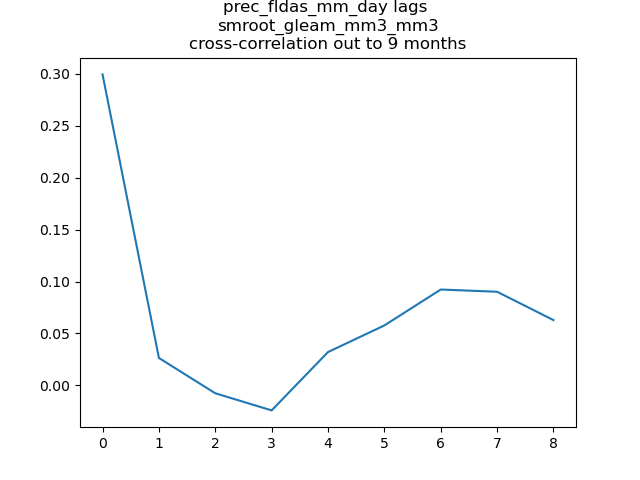 prec_fldas_mm_day lags
smroot_gleam_mm3_mm3
cross-correlation out to 9 months
0.30
0.25
0.20
0.15
0.10
0.05
0.00
0 1 2 3 4 5 6 7 8